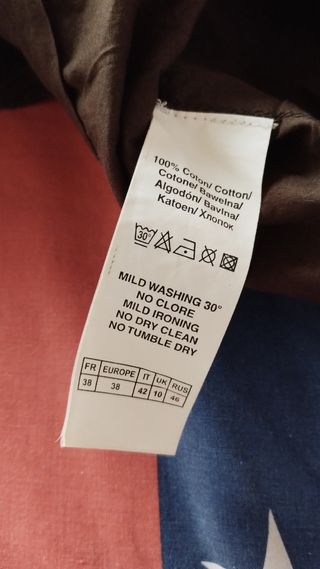 100% Coton/ Cotton/
Cotone/ Bawelna/
Algodón/ Bavlna/
Katoen/ Хлопок
30°
MILD WASHING 30°
NO CLORE
MILD IRONING
NO DRY CLEAN
NO TUMBLE DRY
FR EUROPE IT UK RUS
38 38 42 10 46